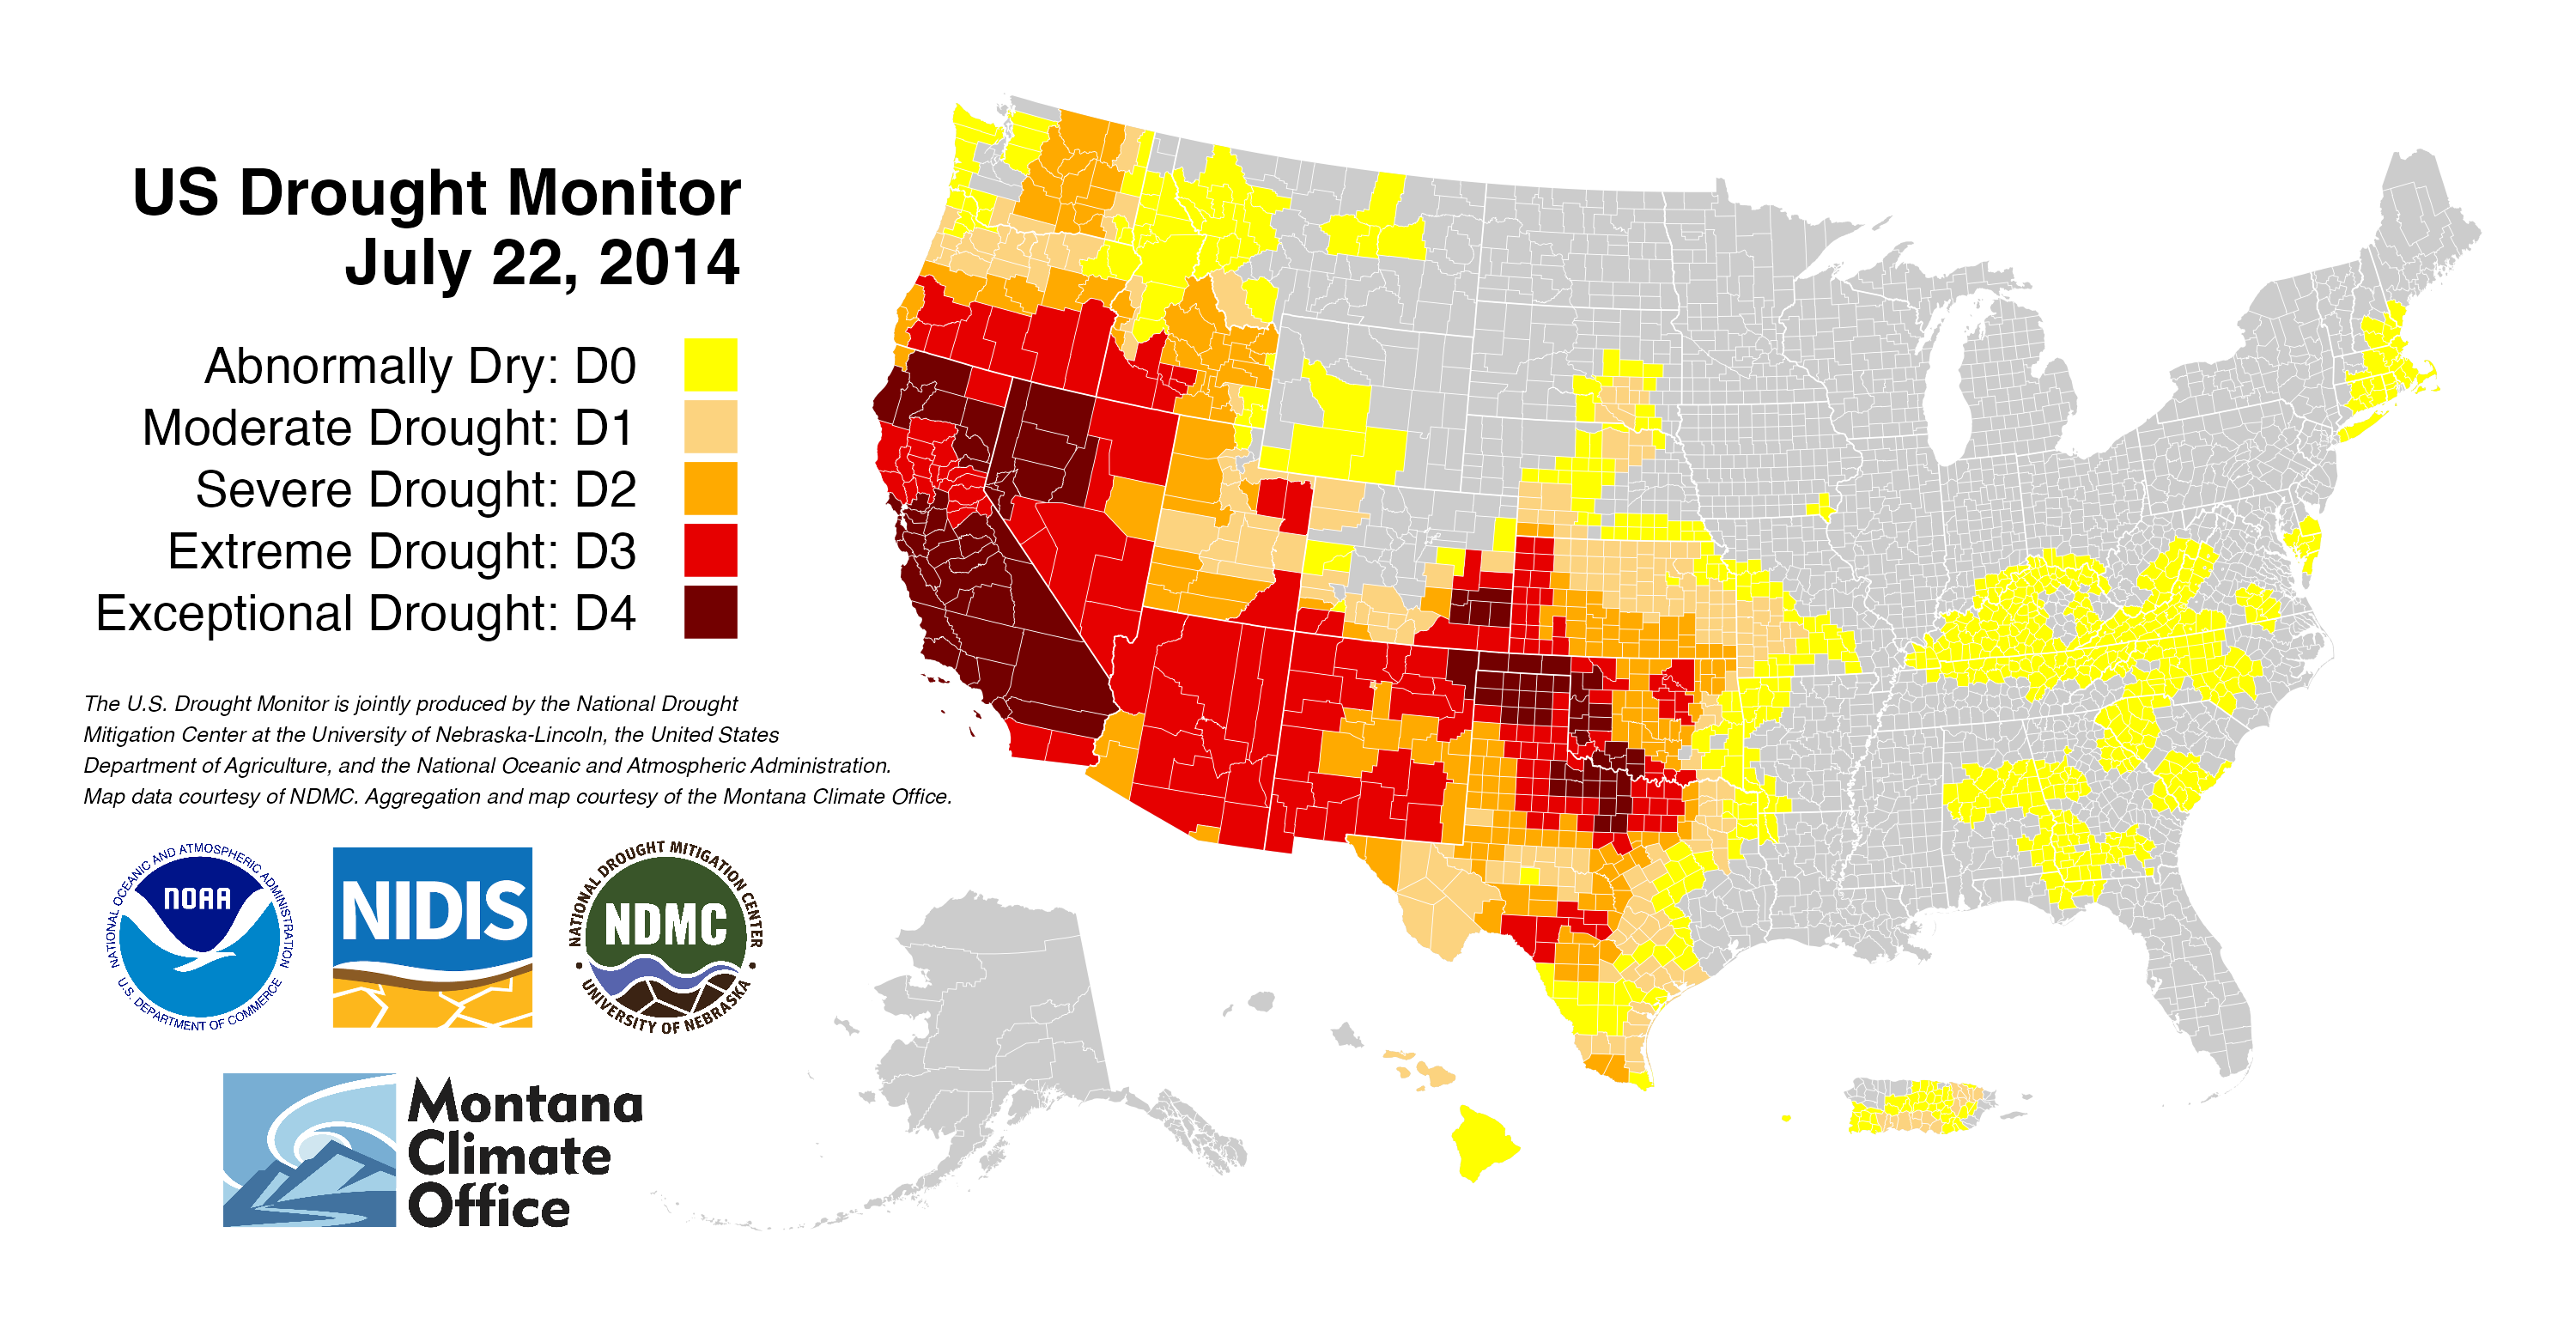 US Drought Monitor
July 22, 2014
Abnormally Dry: D0
Moderate Drought: D1
Severe Drought: D2
Extreme Drought: D3
Exceptional Drought: D4
The U.S. Drought Monitor is jointly produced by the National Drought
Mitigation Center at the University of Nebraska-Lincoln, the United States
Department of Agriculture, and the National Oceanic and Atmospheric Administration.
Map data courtesy of NDMC. Aggregation and map courtesy of the Montana Climate Office.
NATIONAL OCEANIC AND ATMOSPHERIC ADMINISTRATION
NOAA
U.S. DEPARTMENT OF COMMERCE
NIDIS
NATIONAL DROUGHT MITIGATION CENTER
NDMC
UNIVERSITY OF NEBRASKA
Montana
Climate
Office